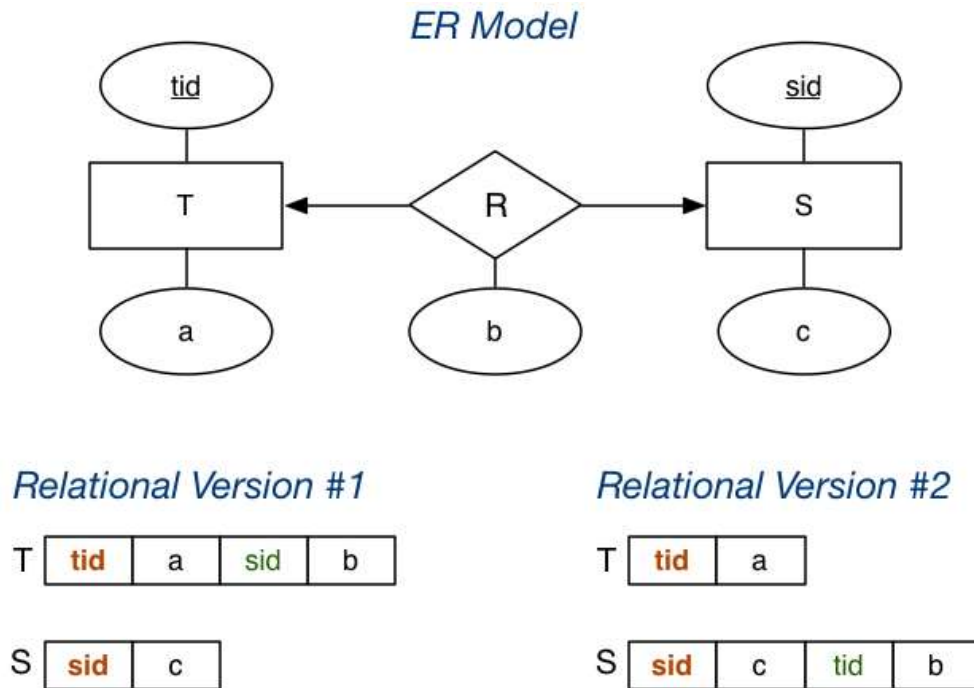 ER Model
tid
sid
T
R
S
a
b
c
Relational Version #1
Relational Version #2
T tid a sid b
T tid a
S sid c
S sid c tid b